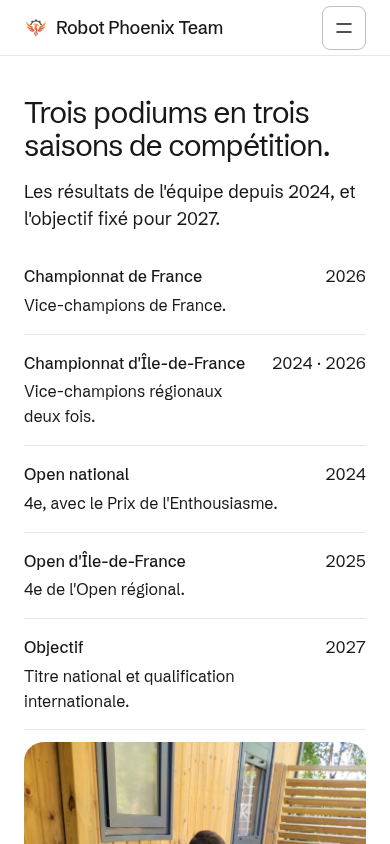 Robot Phoenix Team
Trois podiums en trois
saisons de compétition.
Les résultats de l'équipe depuis 2024, et
l'objectif fixé pour 2027.
Championnat de France 2026
Vice-champions de France.
Championnat d'Île-de-France 2024 · 2026
Vice-champions régionaux
deux fois.
Open national 2024
4e, avec le Prix de l'Enthousiasme.
Open d'Île-de-France 2025
4e de l'Open régional.
Objectif 2027
Titre national et qualification
internationale.